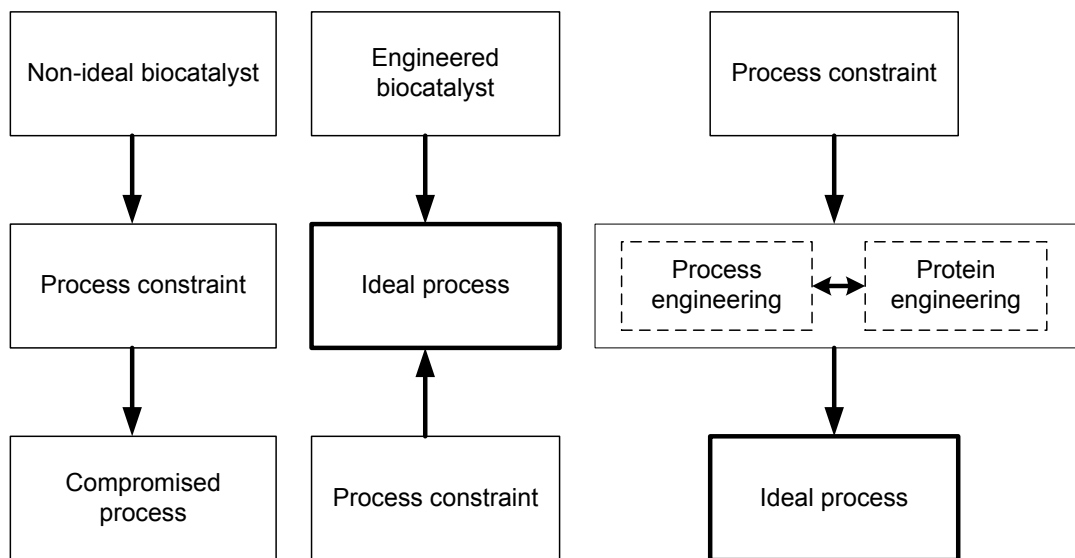 Non-ideal biocatalyst
Process constraint
Compromised
process
Engineered
biocatalyst
Ideal process
Process constraint
Process constraint
Process
engineering
Protein
engineering
Ideal process